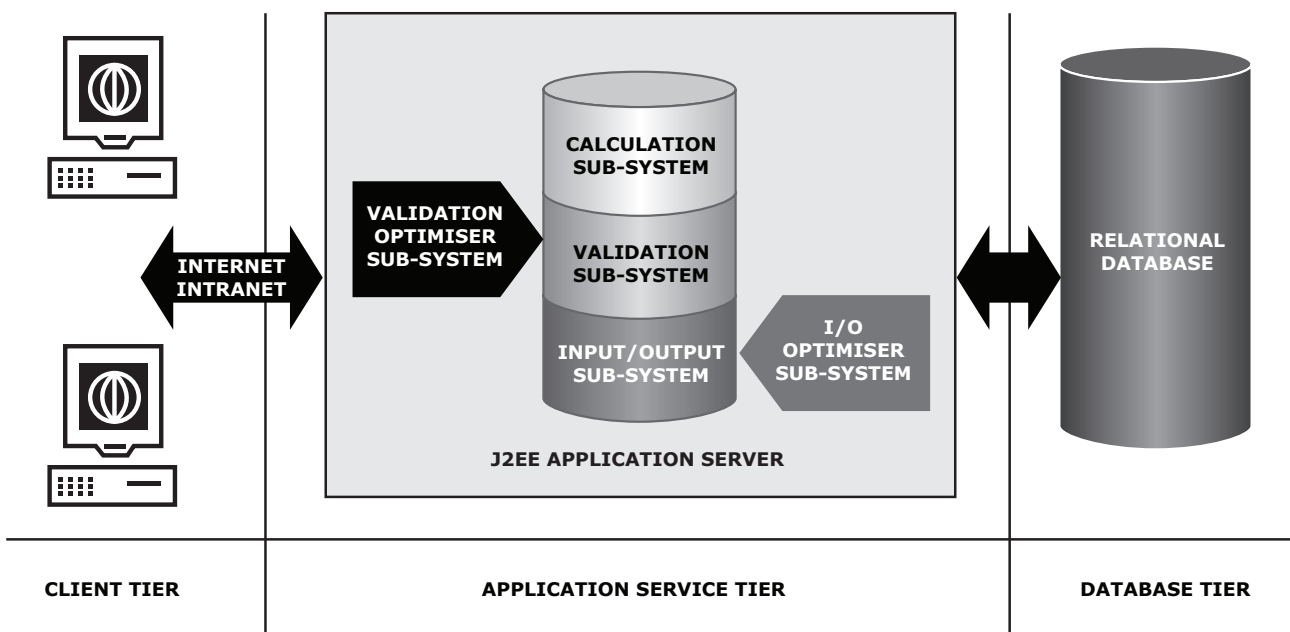 CALCULATION
SUB-SYSTEM
VALIDATION
OPTIMISER
SUB-SYSTEM
VALIDATION
SUB-SYSTEM
INTERNET
INTRANET
RELATIONAL
DATABASE
INPUT/OUTPUT
SUB-SYSTEM
I/O
OPTIMISER
SUB-SYSTEM
J2EE APPLICATION SERVER
CLIENT TIER
APPLICATION SERVICE TIER
DATABASE TIER